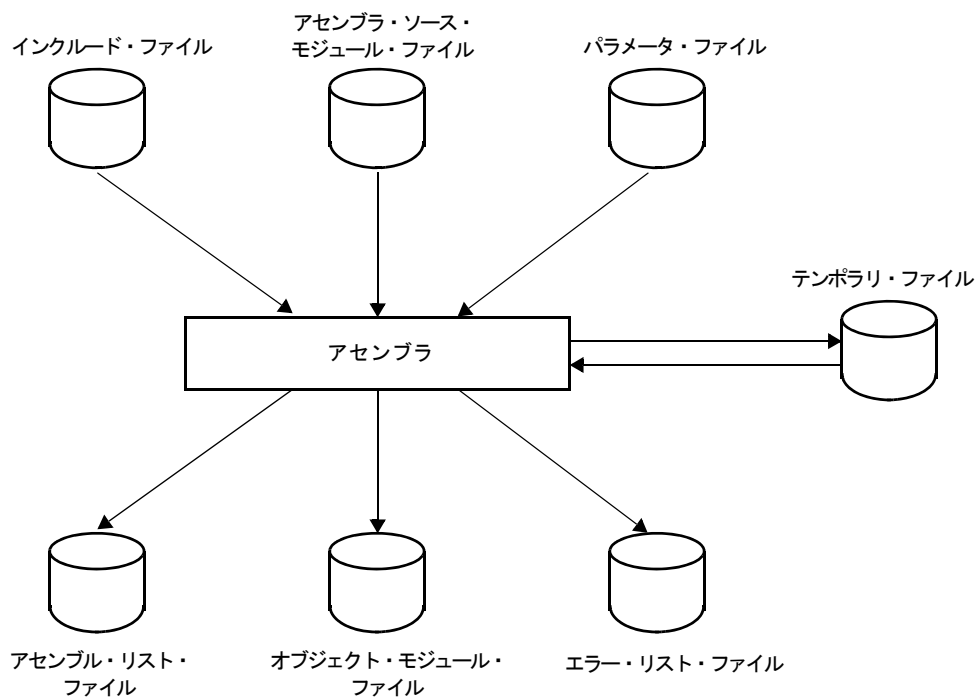 インクルード・ファイル
アセンブラ・ソース・
モジュール・ファイル
パラメータ・ファイル
テンポラリ・ファイル
アセンブラ
アセンブル・リスト・
ファイル
オブジェクト・モジュール・
ファイル
エラー・リスト・ファイル